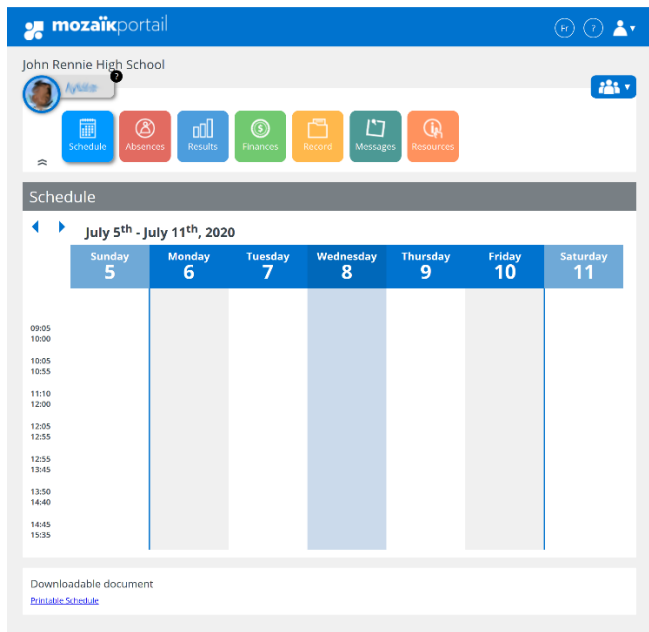 mozaïkportail
Fr ?
John Rennie High School
?
Schedule Absences Results Finances Record Messages Resources
Schedule
July 5th - July 11th, 2020
Sunday Monday Tuesday Wednesday Thursday Friday Saturday
5 6 7 8 9 10 11
09:05
10:00
10:05
10:55
11:10
12:00
12:05
12:55
12:55
13:45
13:50
14:40
14:45
15:35
Downloadable document
Printable Schedule